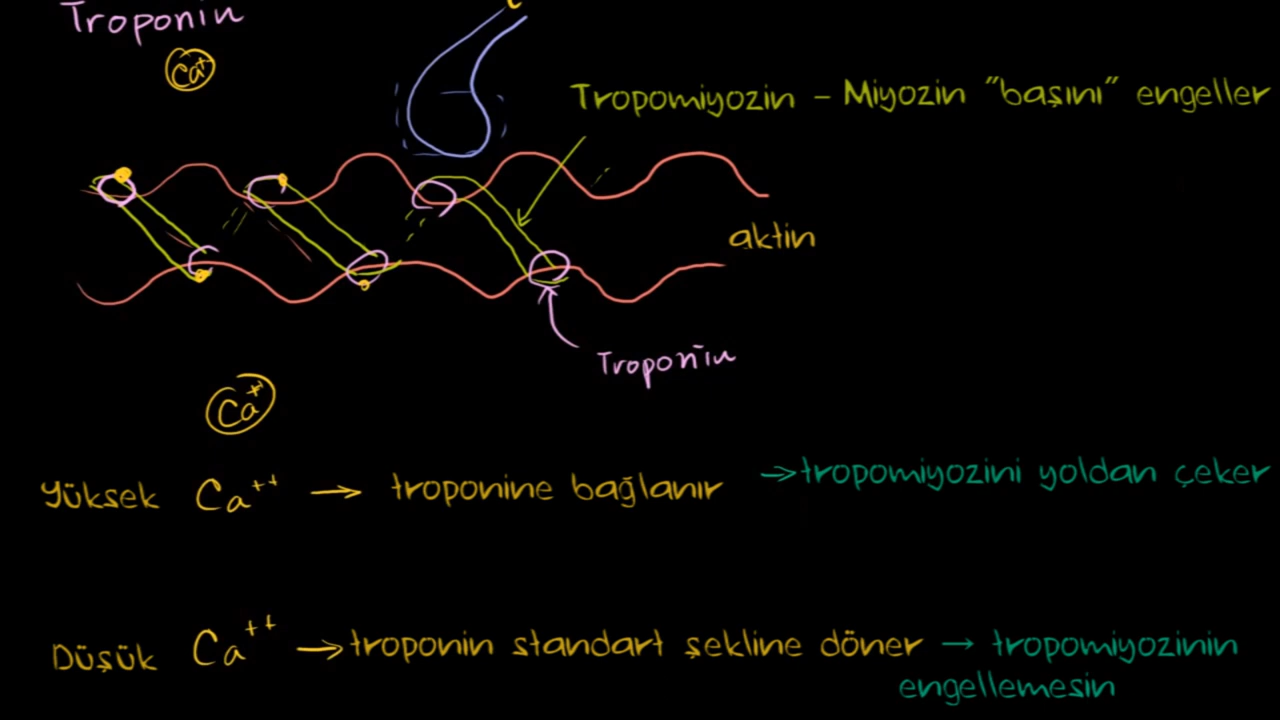 Troponin
Ca+
Tropomiyozin - Miyozin "başını" engeller
aktin
Troponin
Ca+
Yüksek Ca++ → troponine bağlanır → tropomiyozini yoldan çeker
Düşük Ca++ → troponin standart şekline döner → tropomiyozinin
engellemesin